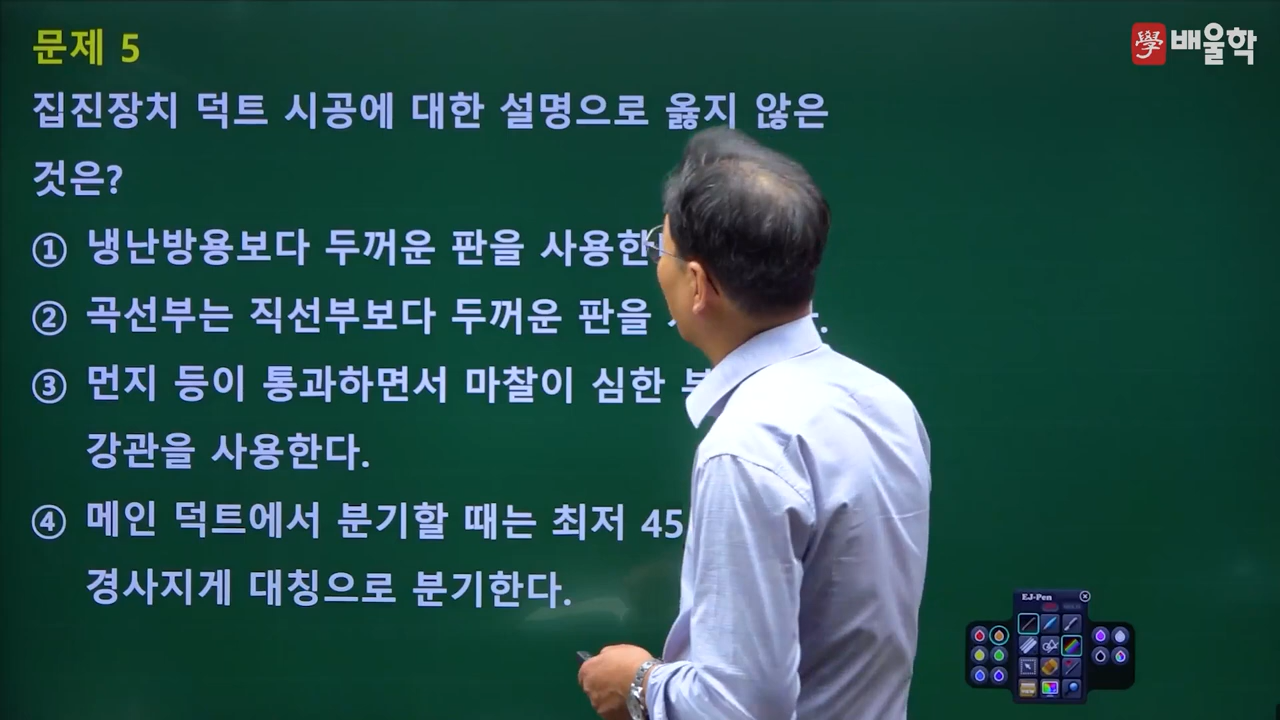 문제 5
學 배울학
집진장치 덕트 시공에 대한 설명으로 옳지 않은
것은?
① 냉난방용보다 두꺼운 판을
② 곡선부는 직선부보다 두꺼운 판을
③ 먼지 등이 통과하면서 마찰이 심한
강관을 사용한다.
④ 메인 덕트에서 분기할 때는 최저 45
경사지게 대칭으로 분기한다.
EJ-Pen